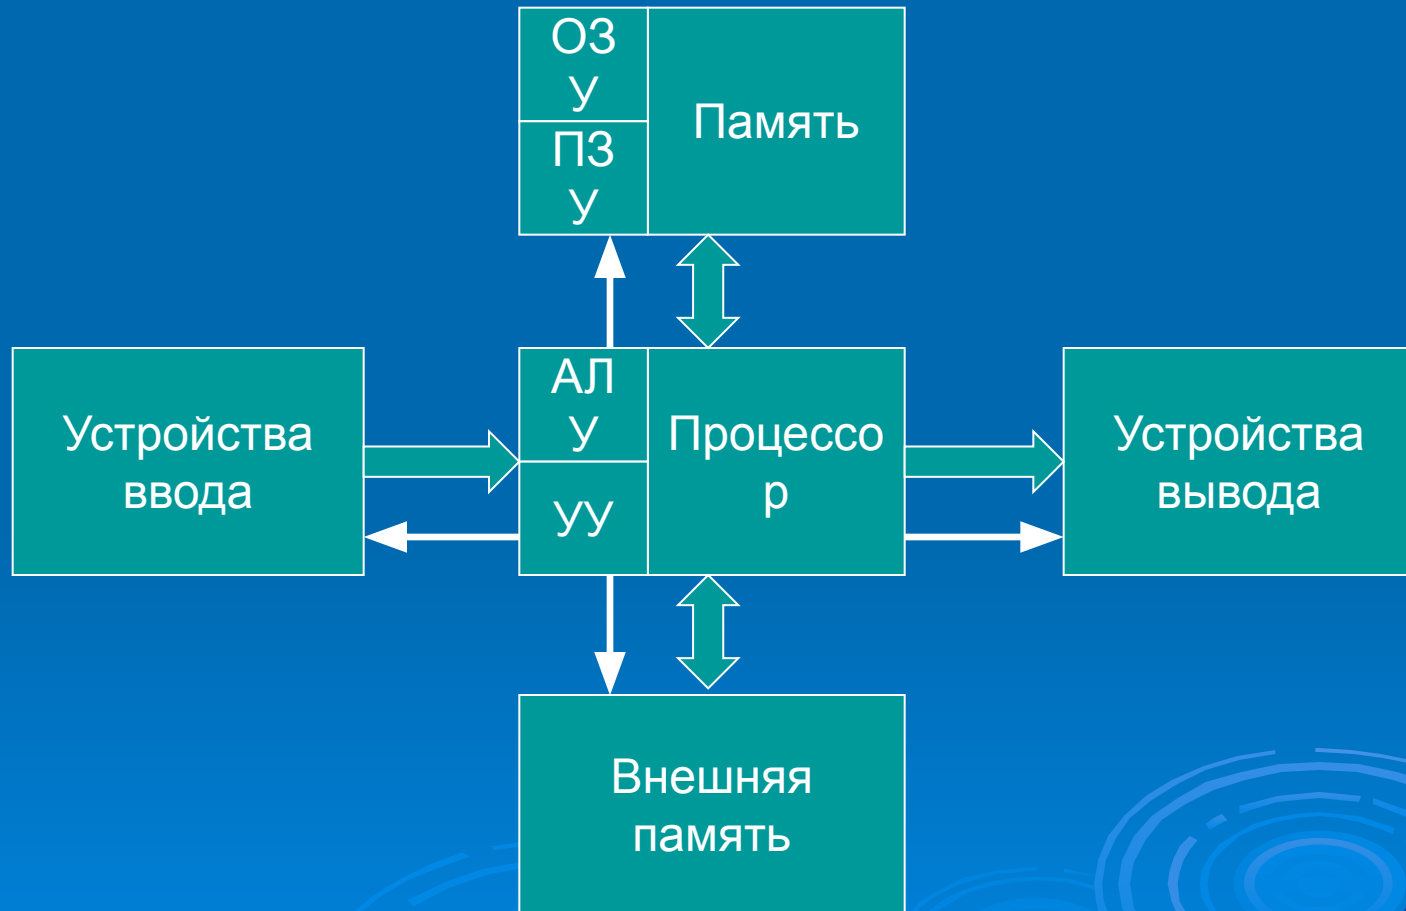 ОЗ
У
Память
ПЗ
У
Устройства
ввода
АЛ
У
УУ
Процессо
р
Устройства
вывода
Внешняя
память